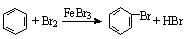 + Br₂ FeBr₃ → Br + HBr